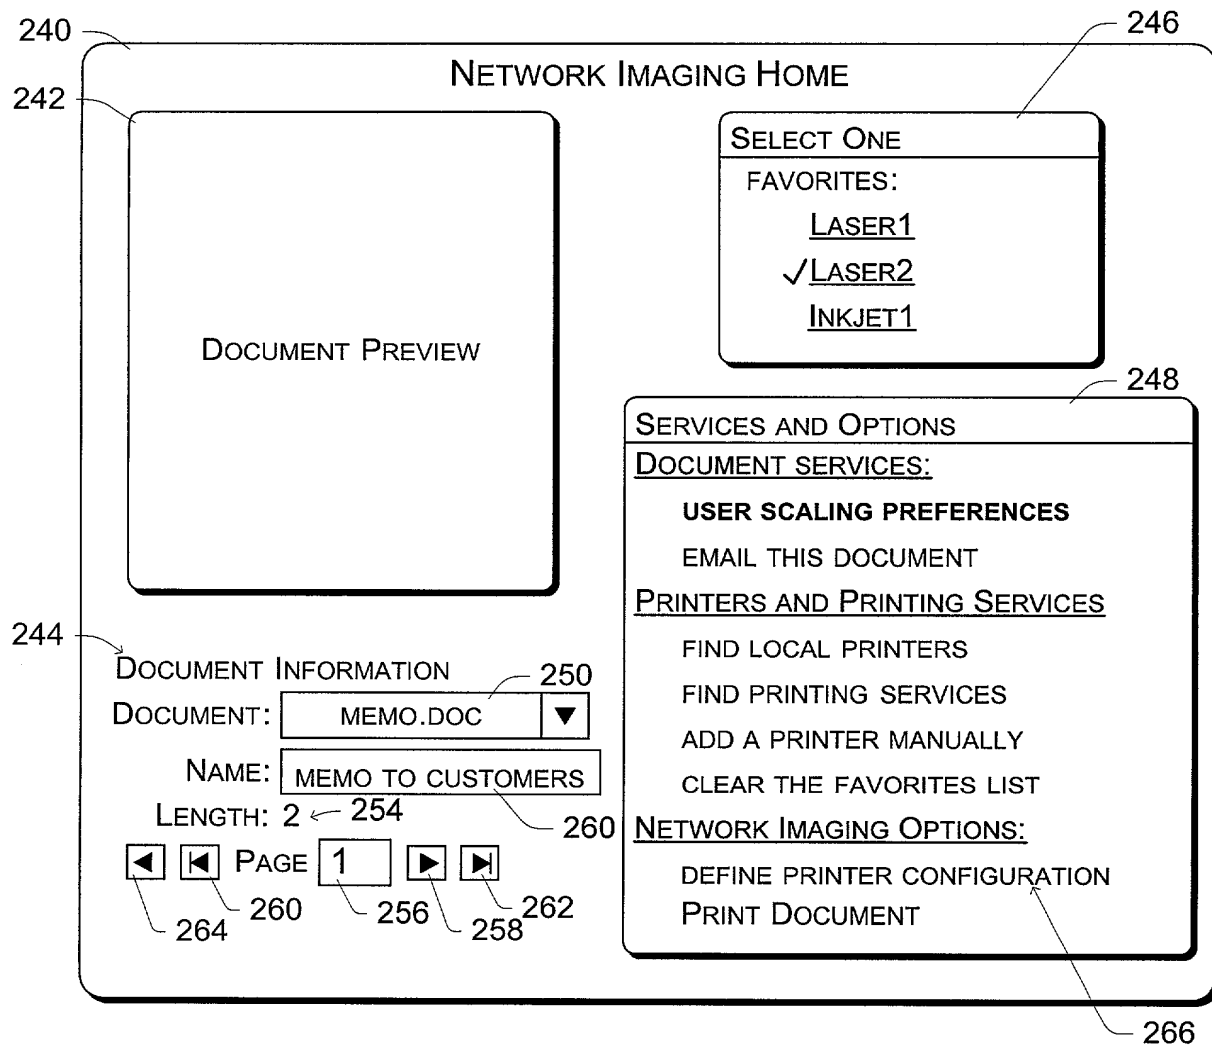 240
246
NETWORK IMAGING HOME
242
SELECT ONE
FAVORITES:
LASER1
✓LASER2
INKJET1
DOCUMENT PREVIEW
248
SERVICES AND OPTIONS
DOCUMENT SERVICES:
USER SCALING PREFERENCES
EMAIL THIS DOCUMENT
PRINTERS AND PRINTING SERVICES
FIND LOCAL PRINTERS
FIND PRINTING SERVICES
ADD A PRINTER MANUALLY
CLEAR THE FAVORITES LIST
NETWORK IMAGING OPTIONS:
DEFINE PRINTER CONFIGURATION
PRINT DOCUMENT
266
244
DOCUMENT INFORMATION
250
DOCUMENT: MEMO.DOC
NAME: MEMO TO CUSTOMERS
LENGTH: 2 254
260
PAGE 1
264 260 256 258 262